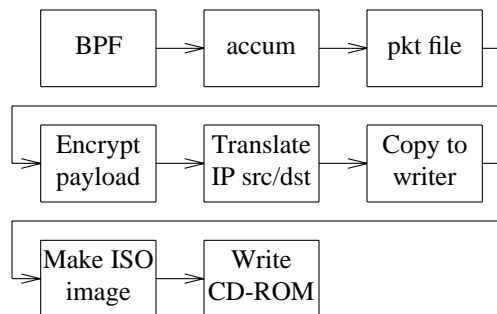 BPF
accum
pkt file
Encrypt
payload
Translate
IP src/dst
Copy to
writer
Make ISO
image
Write
CD-ROM